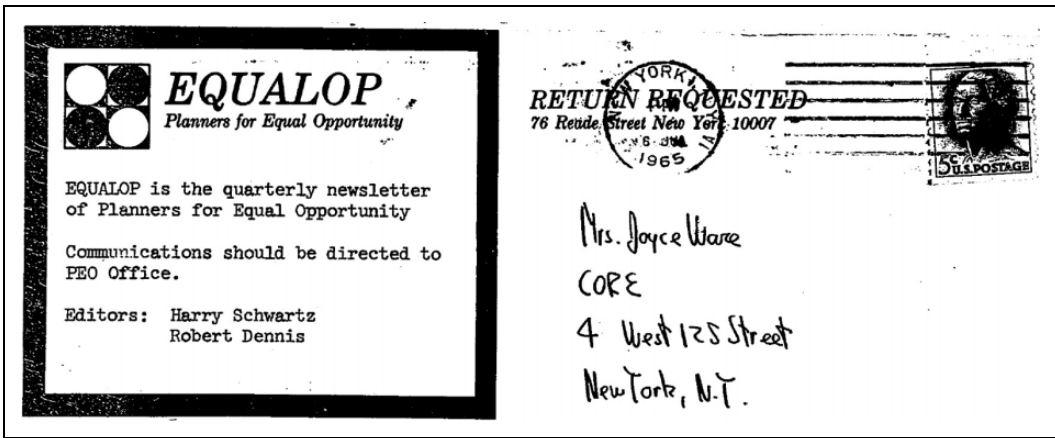 EQUALOP
Planners for Equal Opportunity
EQUALOP is the quarterly newsletter
of Planners for Equal Opportunity
Communications should be directed to
PEO Office.
Editors: Harry Schwartz
Robert Dennis
RETURN REQUESTED
76 Reade Street New York 10007
NEW YORK
1965
5¢ U.S. POSTAGE
Mrs. Joyce Ware
CORE
4 West 125 Street
New York, N.Y.